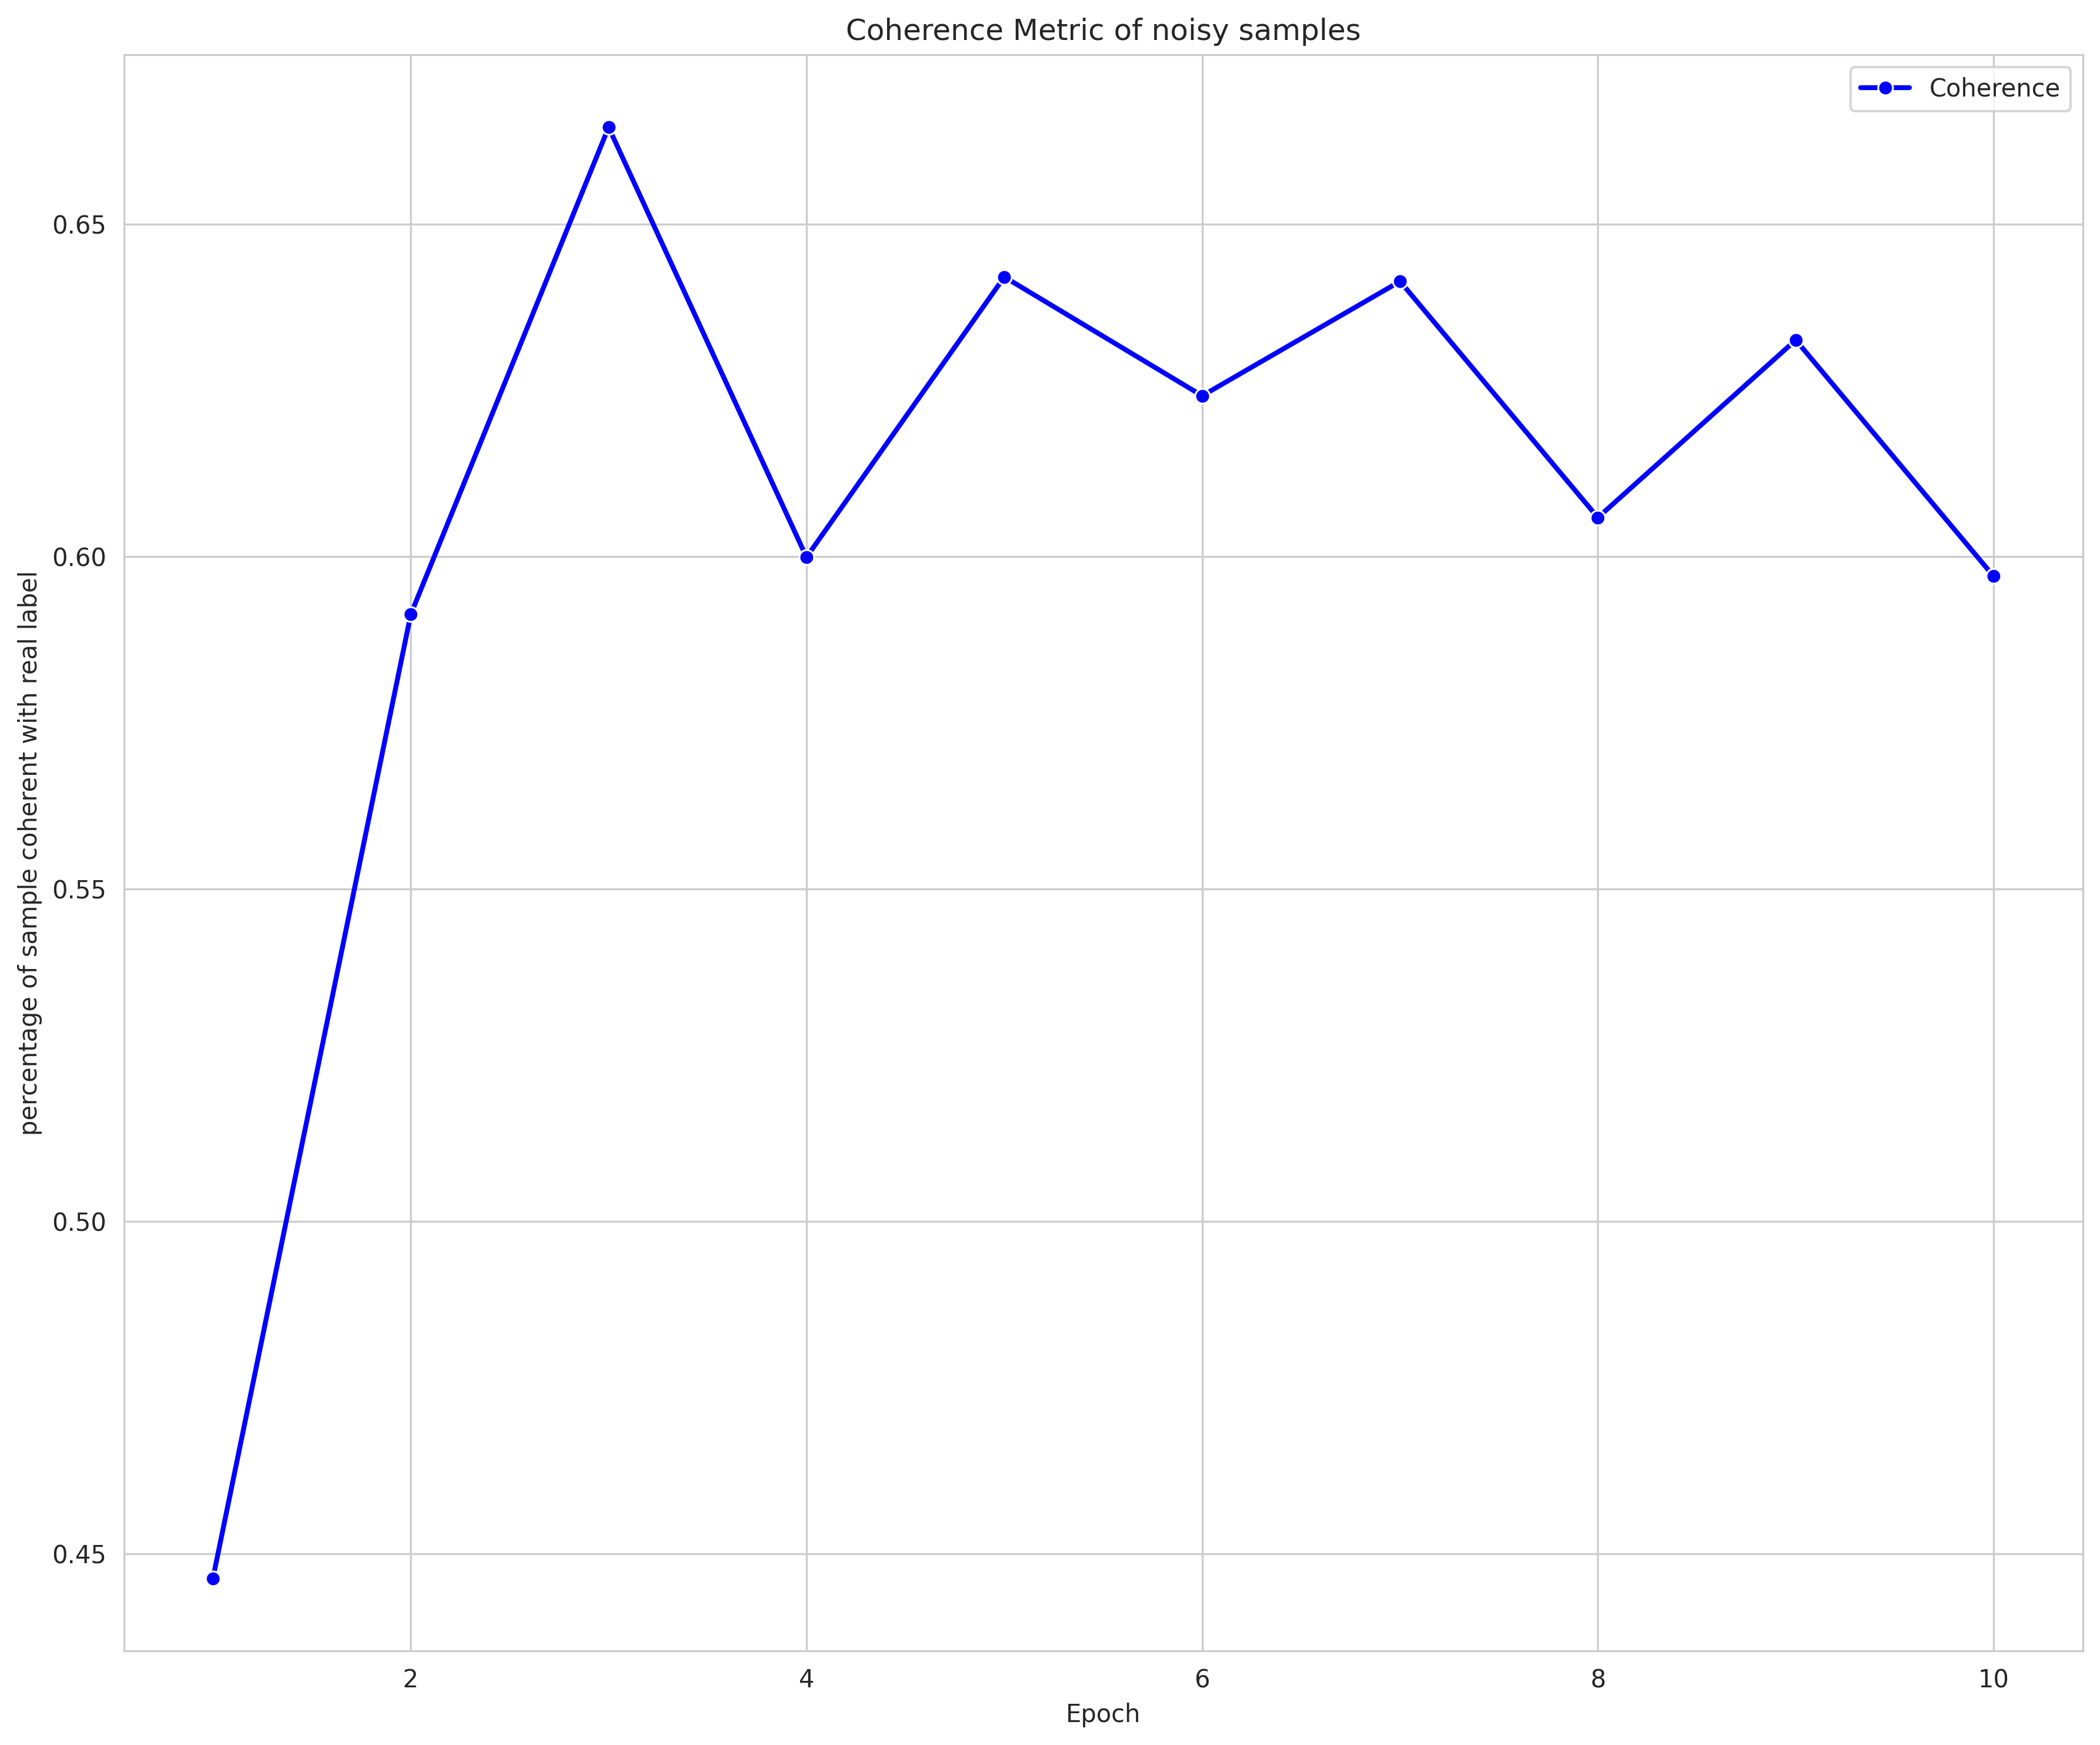 Coherence Metric of noisy samples
Coherence
percentage of sample coherent with real label
0.65
0.60
0.55
0.50
0.45
2
4
6
8
10
Epoch